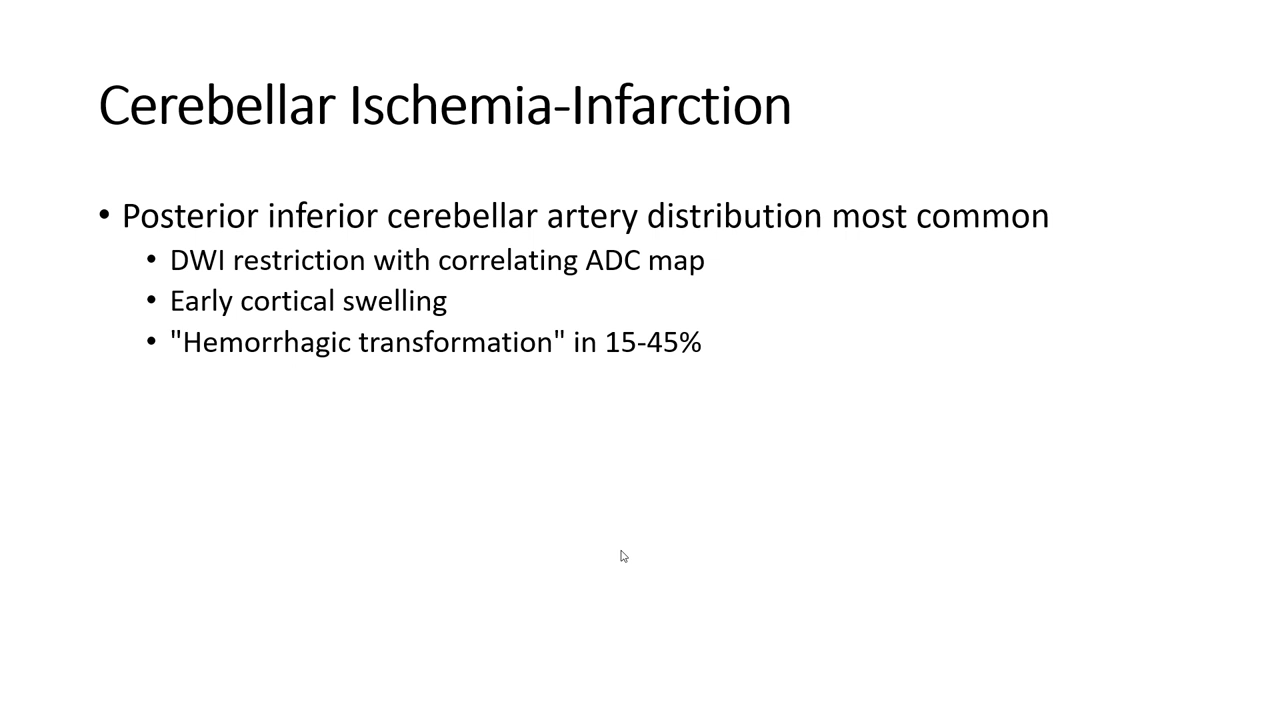 Cerebellar Ischemia-Infarction
• Posterior inferior cerebellar artery distribution most common
• DWI restriction with correlating ADC map
• Early cortical swelling
• "Hemorrhagic transformation" in 15-45%